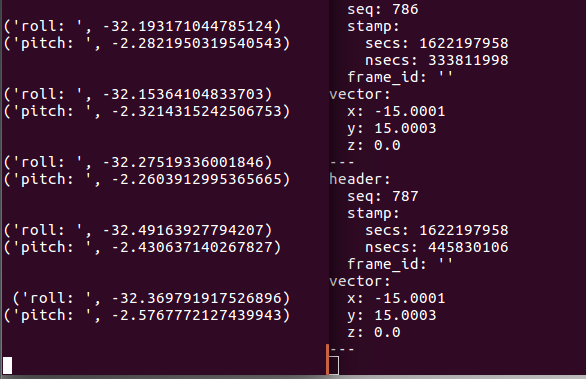 ('roll: ', -32.193171044785124)
('pitch: ', -2.2821950319540543)
('roll: ', -32.15364104833703)
('pitch: ', -2.3214315242506753)
('roll: ', -32.27519336001846)
('pitch: ', -2.2603912995365665)
('roll: ', -32.49163927794207)
('pitch: ', -2.430637140267827)
('roll: ', -32.369791917526896)
('pitch: ', -2.5767772127439943)
seq: 786
stamp:
secs: 1622197958
nsecs: 333811998
frame_id: ''
vector:
x: -15.0001
y: 15.0003
z: 0.0
---
header:
seq: 787
stamp:
secs: 1622197958
nsecs: 445830106
frame_id: ''
vector:
x: -15.0001
y: 15.0003
z: 0.0
---